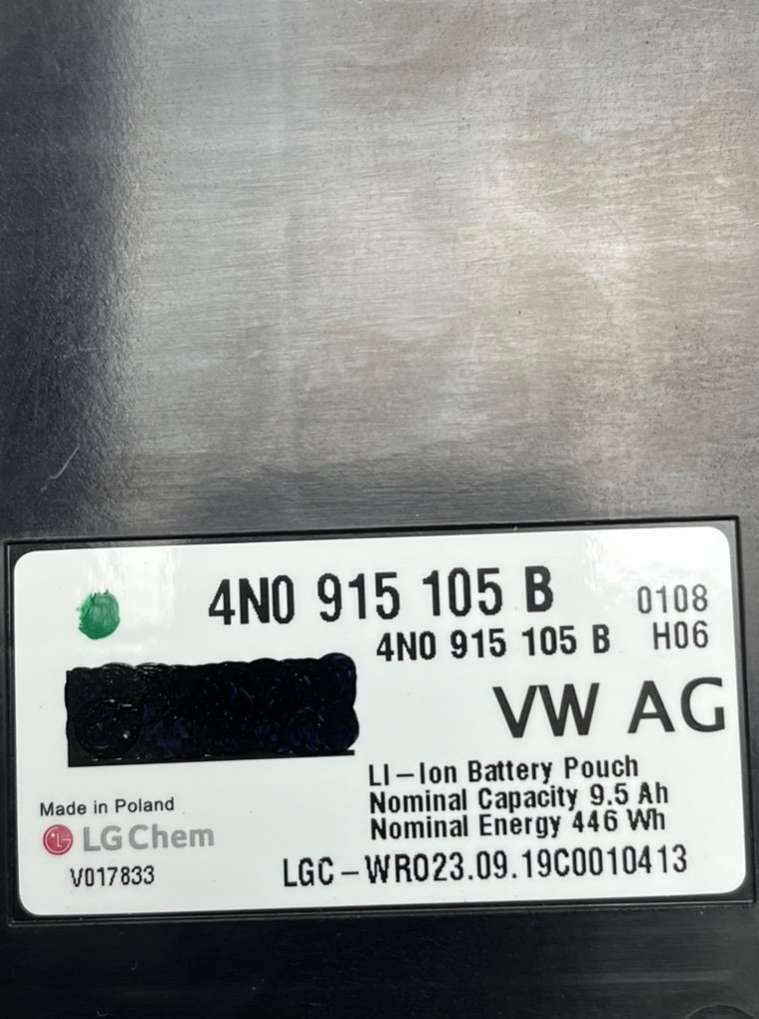 4N0 915 105 B 0108
4N0 915 105 B H06
VW AG
LI-Ion Battery Pouch
Nominal Capacity 9.5 Ah
Nominal Energy 446 Wh
Made in Poland
LG LG Chem
V017833
LGC-WR023.09.19C0010413